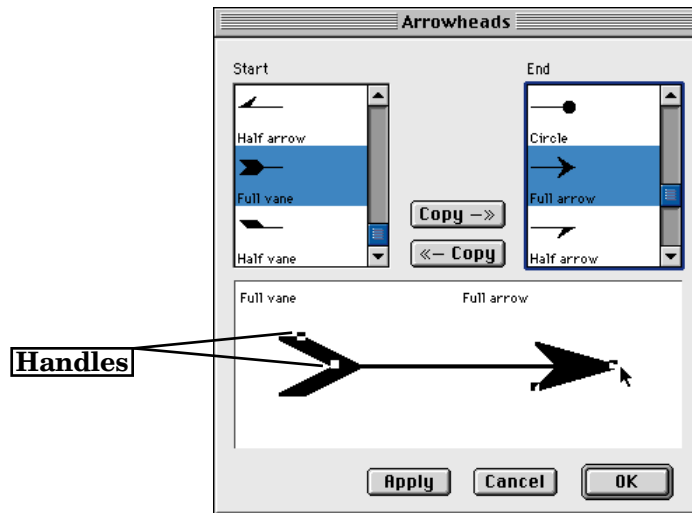 Arrowheads
Start
End
Half arrow
Full vane
Half vane
Circle
Full arrow
Half arrow
Copy –»
«– Copy
Full vane
Full arrow
Handles
Apply
Cancel
OK